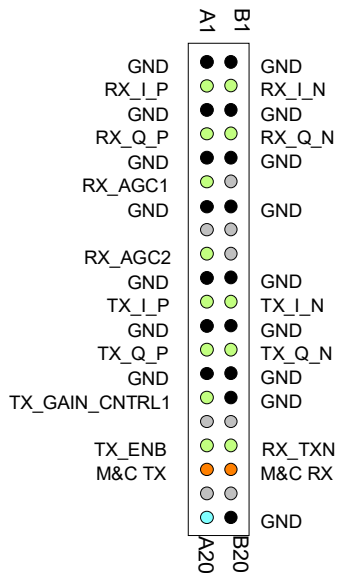 A1 B1
GND GND
RX_I_P RX_I_N
GND GND
RX_Q_P RX_Q_N
GND GND
RX_AGC1
GND GND
RX_AGC2
GND GND
TX_I_P TX_I_N
GND GND
TX_Q_P TX_Q_N
GND GND
TX_GAIN_CNTRL1 GND
TX_ENB RX_TXN
M&C TX M&C RX
GND
A20 B20